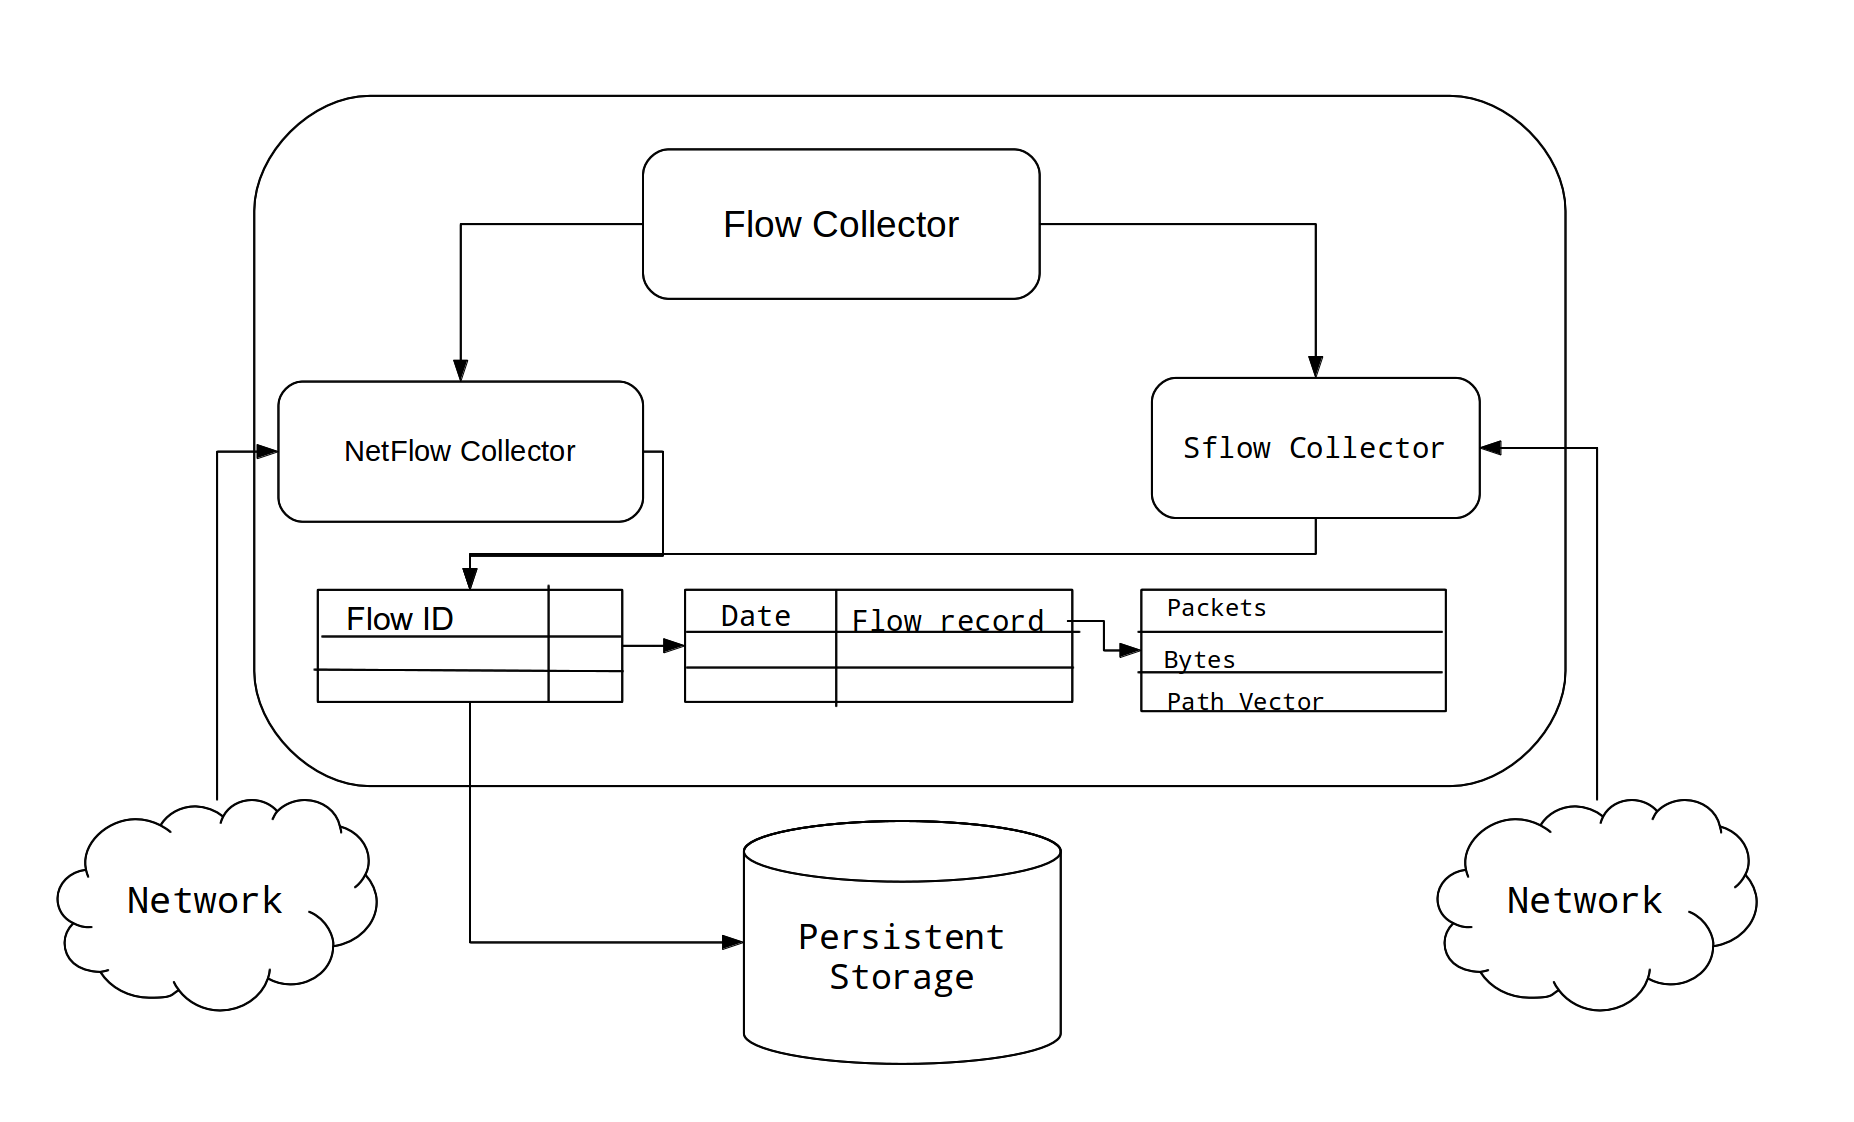 Flow Collector
NetFlow Collector
Sflow Collector
Flow ID
Date
Flow record
Packets
Bytes
Path Vector
Network
Persistent
Storage
Network